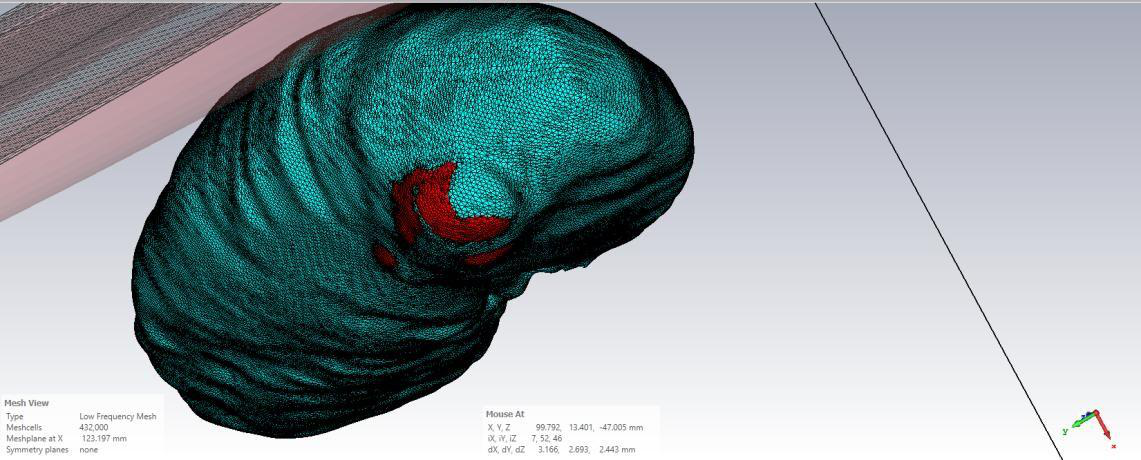 Mesh View
Type Low Frequency Mesh
Meshcells 432,000
Meshplane at X 123.197 mm
Symmetry planes none
Mouse At
X, Y, Z 99.792, 13.401, -47.005 mm
iX, iY, iZ 7, 52, 46
dX, dY, dZ 3.166, 2.693, 2.443 mm
y
x